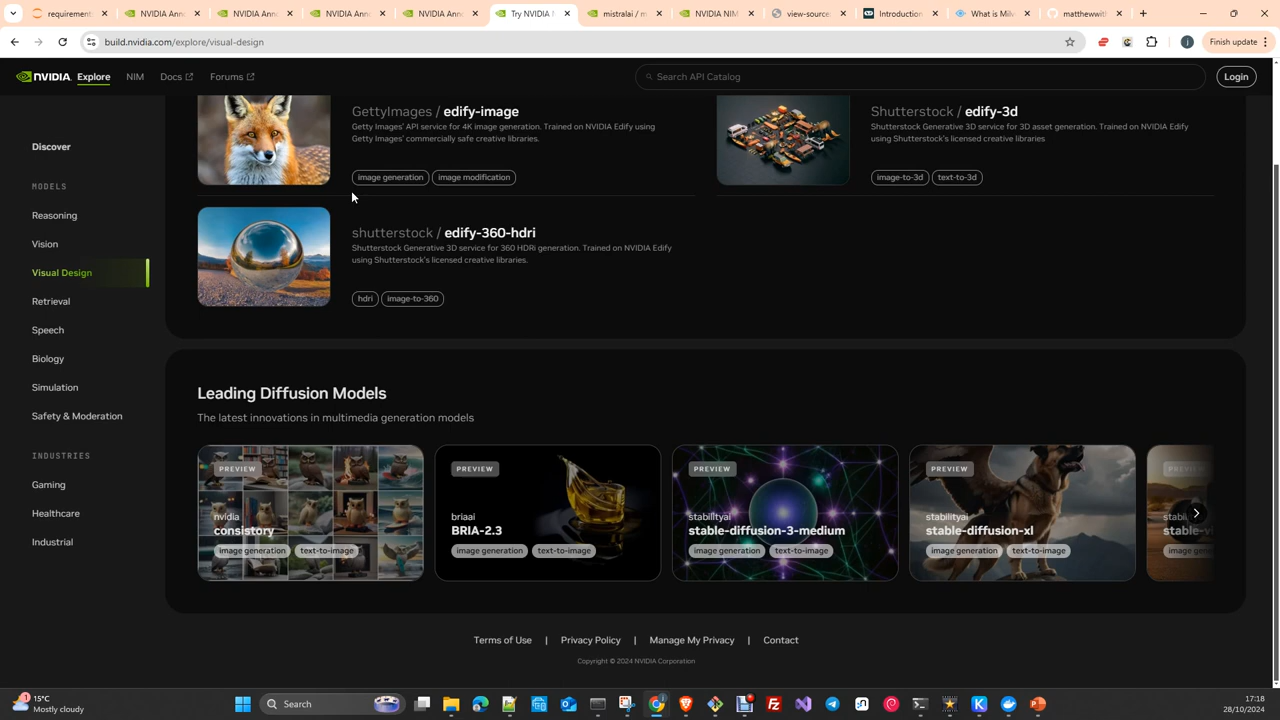 requirement
NVIDIA Anno
NVIDIA Anno
NVIDIA Anno
NVIDIA Anno
Try NVIDIA N
mistralai / m
NVIDIA NIM
view-source:
Introduction
What is Milv
matthewwith
build.nvidia.com/explore/visual-design
j
Finish update
NVIDIA.
Explore
NIM
Docs
Forums
Search API Catalog
Login
Discover
MODELS
Reasoning
Vision
Visual Design
Retrieval
Speech
Biology
Simulation
Safety & Moderation
INDUSTRIES
Gaming
Healthcare
Industrial
GettyImages / edify-image
Getty Images' API service for 4K image generation. Trained on NVIDIA Edify using
Getty Images' commercially safe creative libraries.
image generation
image modification
Shutterstock / edify-3d
Shutterstock Generative 3D service for 3D asset generation. Trained on NVIDIA Edify
using Shutterstock's licensed creative libraries
image-to-3d
text-to-3d
shutterstock / edify-360-hdri
Shutterstock Generative 3D service for 360 HDRi generation. Trained on NVIDIA Edify
using Shutterstock's licensed creative libraries.
hdri
image-to-360
Leading Diffusion Models
The latest innovations in multimedia generation models
PREVIEW
nvidia
consistory
image generation
text-to-image
PREVIEW
briaai
BRIA-2.3
image generation
text-to-image
PREVIEW
stabilityai
stable-diffusion-3-medium
image generation
text-to-image
PREVIEW
stabilityai
stable-diffusion-xl
image generation
text-to-image
Terms of Use | Privacy Policy | Manage My Privacy | Contact
Copyright © 2024 NVIDIA Corporation
1
15°C
Mostly cloudy
Search
17:18
28/10/2024